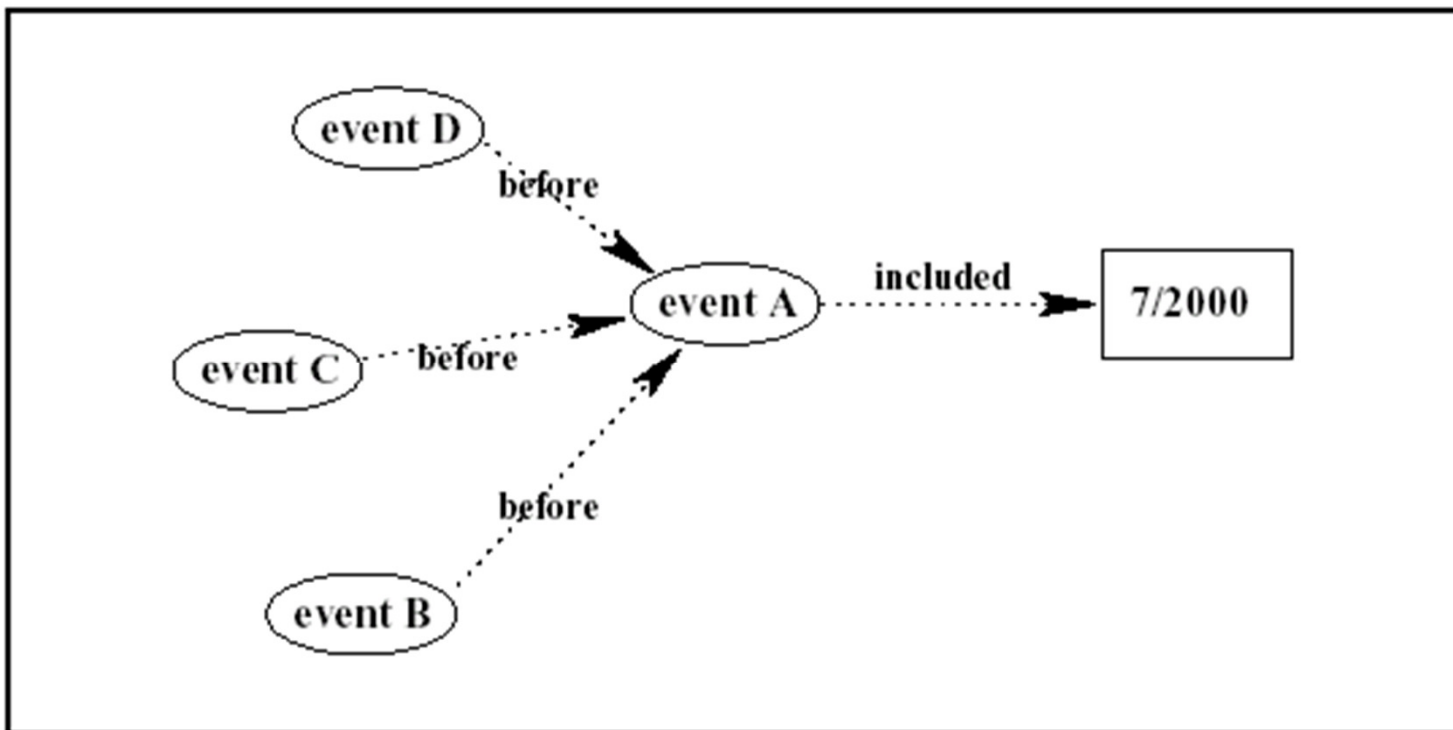 event D
before
event A
included
7/2000
event C
before
before
event B